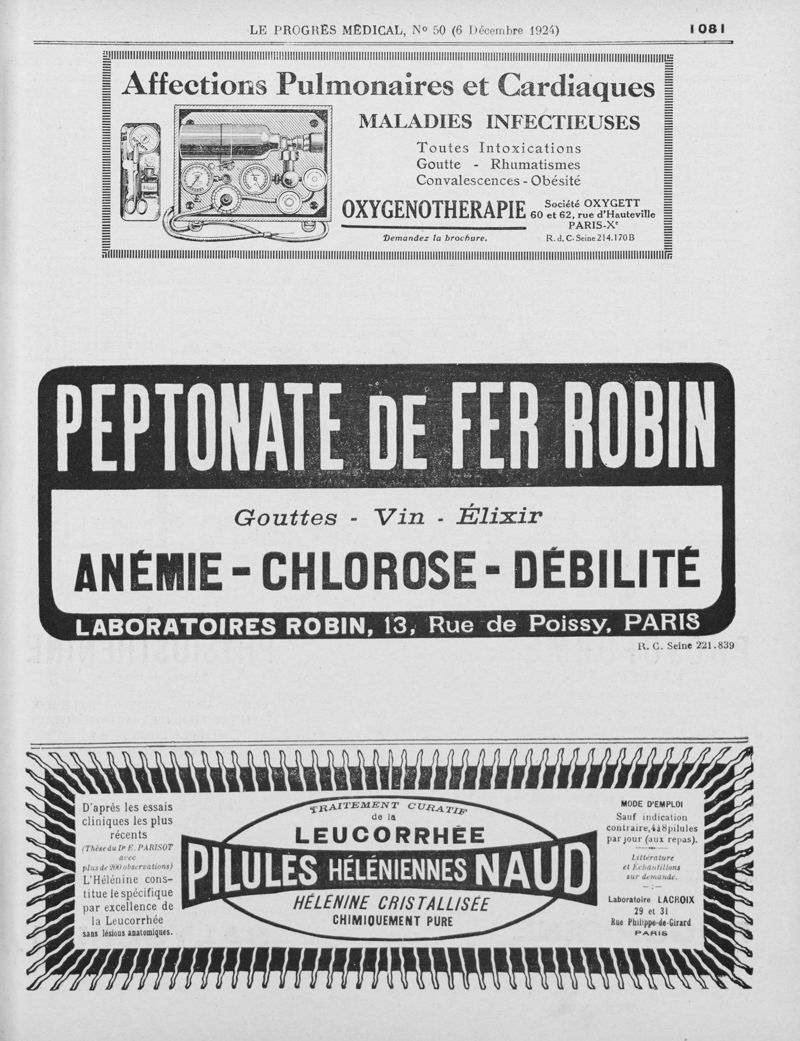 LE PROGRÈS MÉDICAL, Nº 50 (6 Décembre 1924)
1081
Affections Pulmonaires et Cardiaques
MALADIES INFECTIEUSES
Toutes Intoxications
Goutte - Rhumatismes
Convalescences - Obésité
OXYGENOTHERAPIE
Demandez la brochure.
Société OXYGETT
60 et 62, rue d'Hauteville
PARIS-Xe
R. d. C. Seine 214.170 B
PEPTONATE DE FER ROBIN
Gouttes - Vin - Élixir
ANÉMIE - CHLOROSE - DÉBILITÉ
LABORATOIRES ROBIN, 13, Rue de Poissy, PARIS
R. C. Seine 221.839
D'après les essais
cliniques les plus
récents
(Thèse du Dr E. PARISOT
avec
plus de 200 observations)
L'Hélénine cons-
titue le spécifique
par excellence de
la Leucorrhée
sans lésions anatomiques.
TRAITEMENT CURATIF
de la
LEUCORRHÉE
PILULES HÉLÉNIENNES NAUD
HÉLÉNINE CRISTALLISÉE
CHIMIQUEMENT PURE
MODE D'EMPLOI
Sauf indication
contraire, 4 à 8 pilules
par jour (aux repas).
Littérature
et Échantillons
sur demande.
Laboratoire LACROIX
29 et 31
Rue Philippe-de-Girard
PARIS